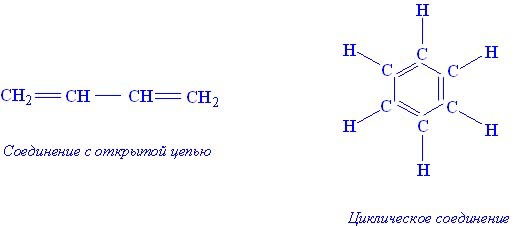 H
H C H
C C
CH₂=CH—CH=CH₂
C C
H C H
H
Соединение с открытой цепью
Циклическое соединение